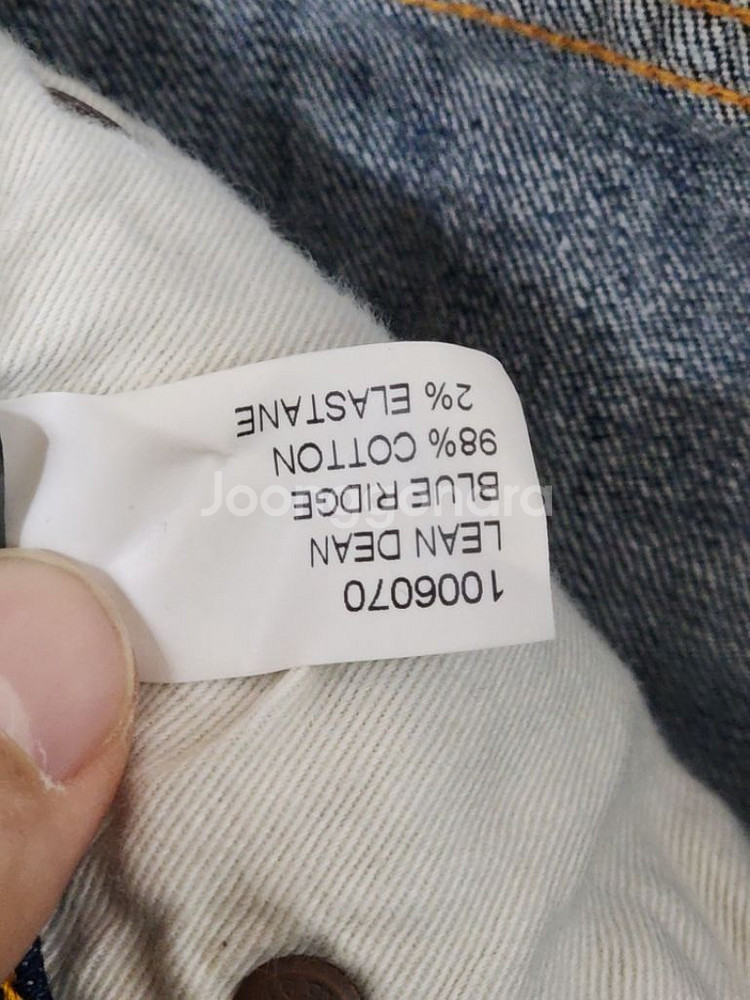 1006070
LEAN DEAN
BLUE RIDGE
98% COTTON
2% ELASTANE
Joonggonara